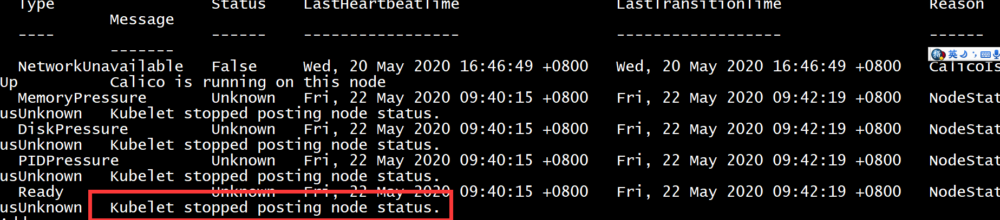 Type Status LastHeartbeatTime LastTransitionTime Reason
Message
---- ------ ----------------- ------------------ ------
-------
NetworkUnavailable False Wed, 20 May 2020 16:46:49 +0800 Wed, 20 May 2020 16:46:49 +0800 CalicoIs
Up Calico is running on this node
MemoryPressure Unknown Fri, 22 May 2020 09:40:15 +0800 Fri, 22 May 2020 09:42:19 +0800 NodeStat
usUnknown Kubelet stopped posting node status.
DiskPressure Unknown Fri, 22 May 2020 09:40:15 +0800 Fri, 22 May 2020 09:42:19 +0800 NodeStat
usUnknown Kubelet stopped posting node status.
PIDPressure Unknown Fri, 22 May 2020 09:40:15 +0800 Fri, 22 May 2020 09:42:19 +0800 NodeStat
usUnknown Kubelet stopped posting node status.
Ready Unknown Fri, 22 May 2020 09:40:15 +0800 Fri, 22 May 2020 09:42:19 +0800 NodeStat
usUnknown Kubelet stopped posting node status.
英